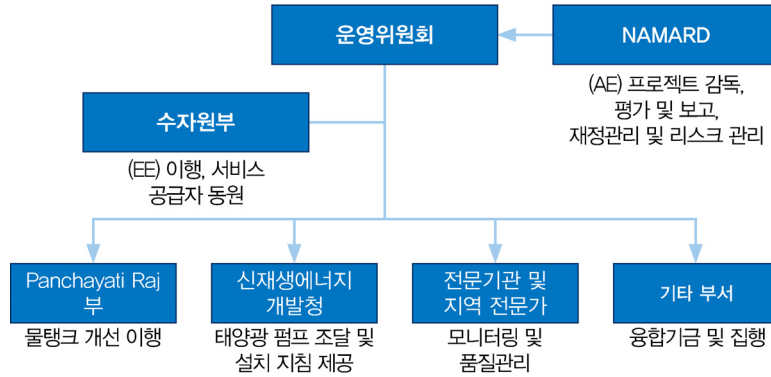 운영위원회
NAMARD
(AE) 프로젝트 감독,
평가 및 보고,
재정관리 및 리스크 관리
수자원부
(EE) 이행, 서비스
공급자 동원
Panchayati Raj
부
물탱크 개선 이행
신재생에너지
개발청
태양광 펌프 조달 및
설치 지침 제공
전문기관 및
지역 전문가
모니터링 및
품질관리
기타 부서
융합기금 및 집행